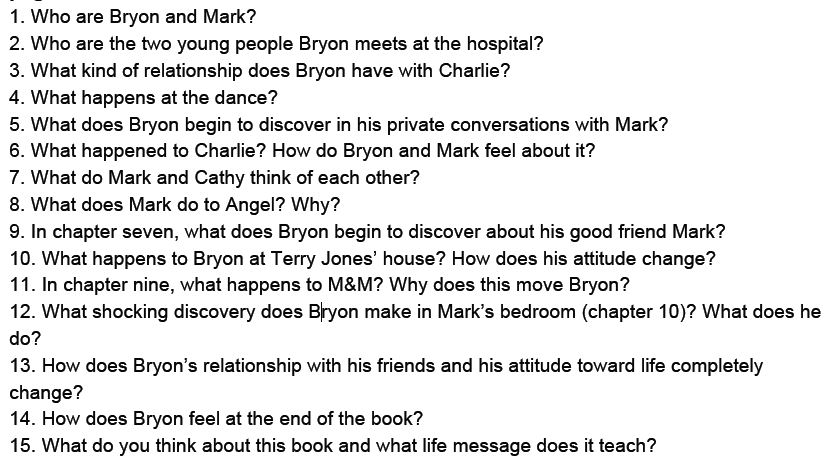 1. Who are Bryon and Mark?
2. Who are the two young people Bryon meets at the hospital?
3. What kind of relationship does Bryon have with Charlie?
4. What happens at the dance?
5. What does Bryon begin to discover in his private conversations with Mark?
6. What happened to Charlie? How do Bryon and Mark feel about it?
7. What do Mark and Cathy think of each other?
8. What does Mark do to Angel? Why?
9. In chapter seven, what does Bryon begin to discover about his good friend Mark?
10. What happens to Bryon at Terry Jones’ house? How does his attitude change?
11. In chapter nine, what happens to M&M? Why does this move Bryon?
12. What shocking discovery does Bryon make in Mark’s bedroom (chapter 10)? What does he
do?
13. How does Bryon’s relationship with his friends and his attitude toward life completely
change?
14. How does Bryon feel at the end of the book?
15. What do you think about this book and what life message does it teach?